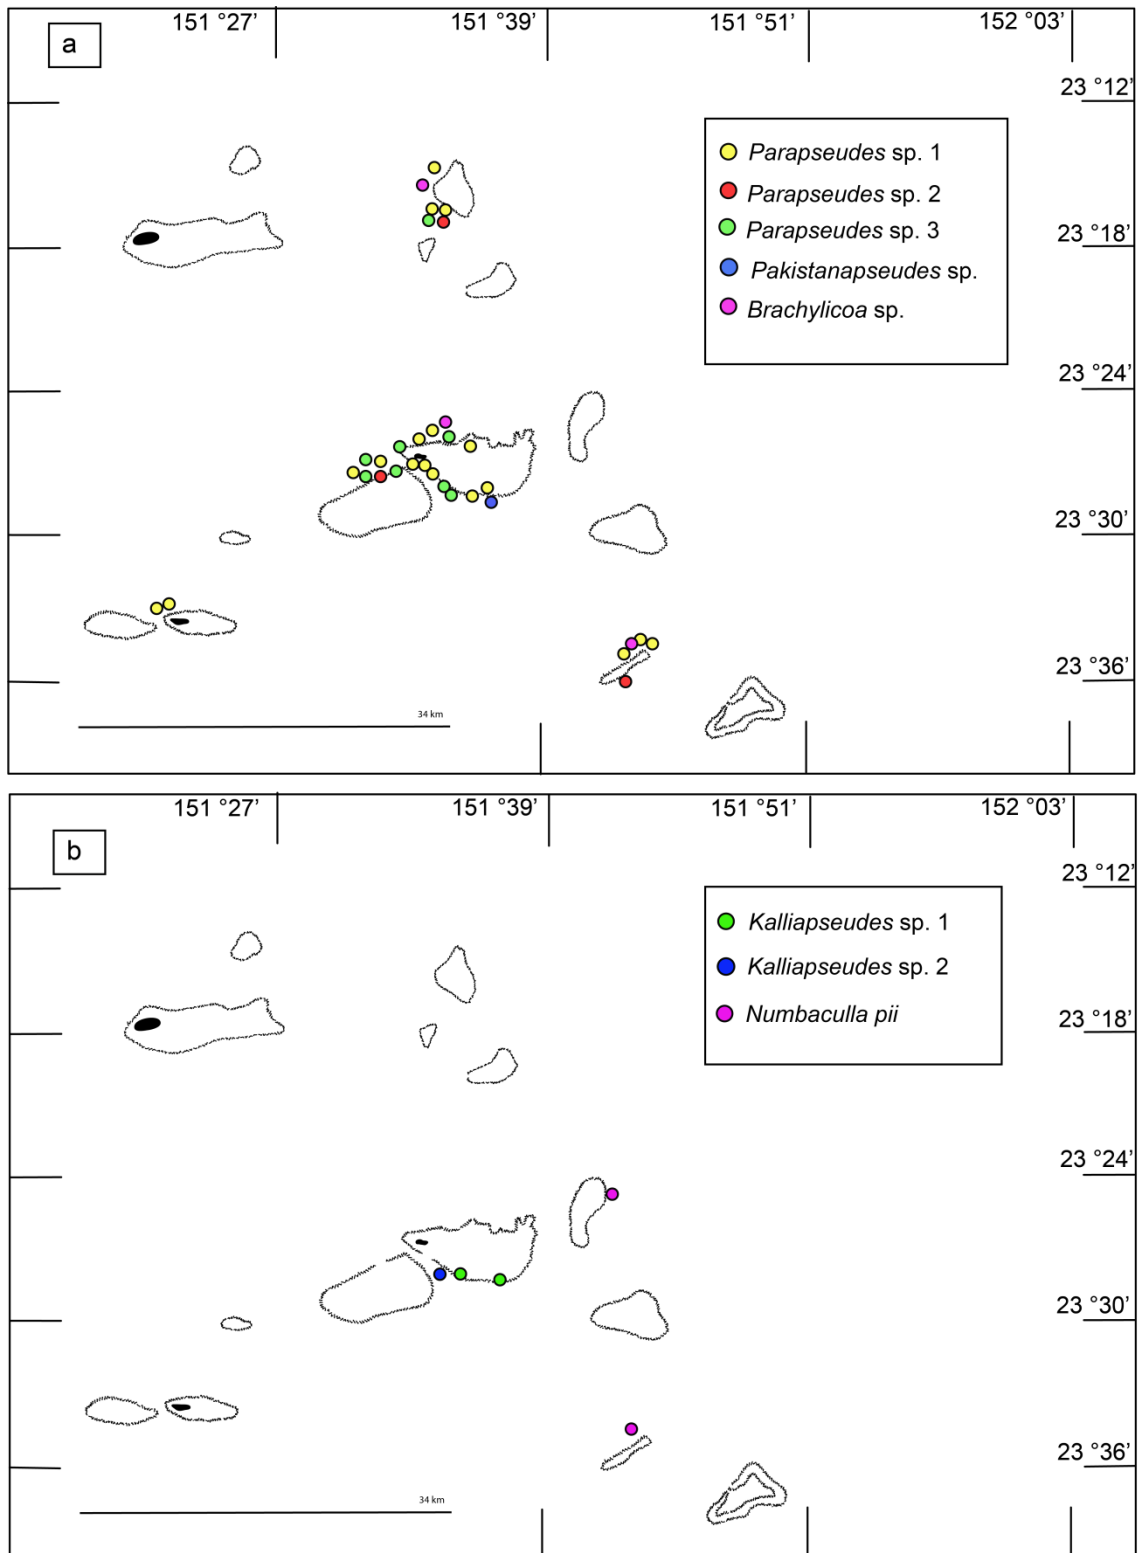 151 °27’ 151 °39’ 151 °51’ 152 °03’
a
23 °12’
Parapseudes sp. 1
Parapseudes sp. 2
Parapseudes sp. 3
23 °18’
Pakistanapseudes sp.
Brachylicoa sp.
23 °24’
23 °30’
23 °36’
34 km
151 °27’ 151 °39’ 151 °51’ 152 °03’
b
23 °12’
Kalliapseudes sp. 1
Kalliapseudes sp. 2
Numbaculla pii
23 °18’
23 °24’
23 °30’
23 °36’
34 km